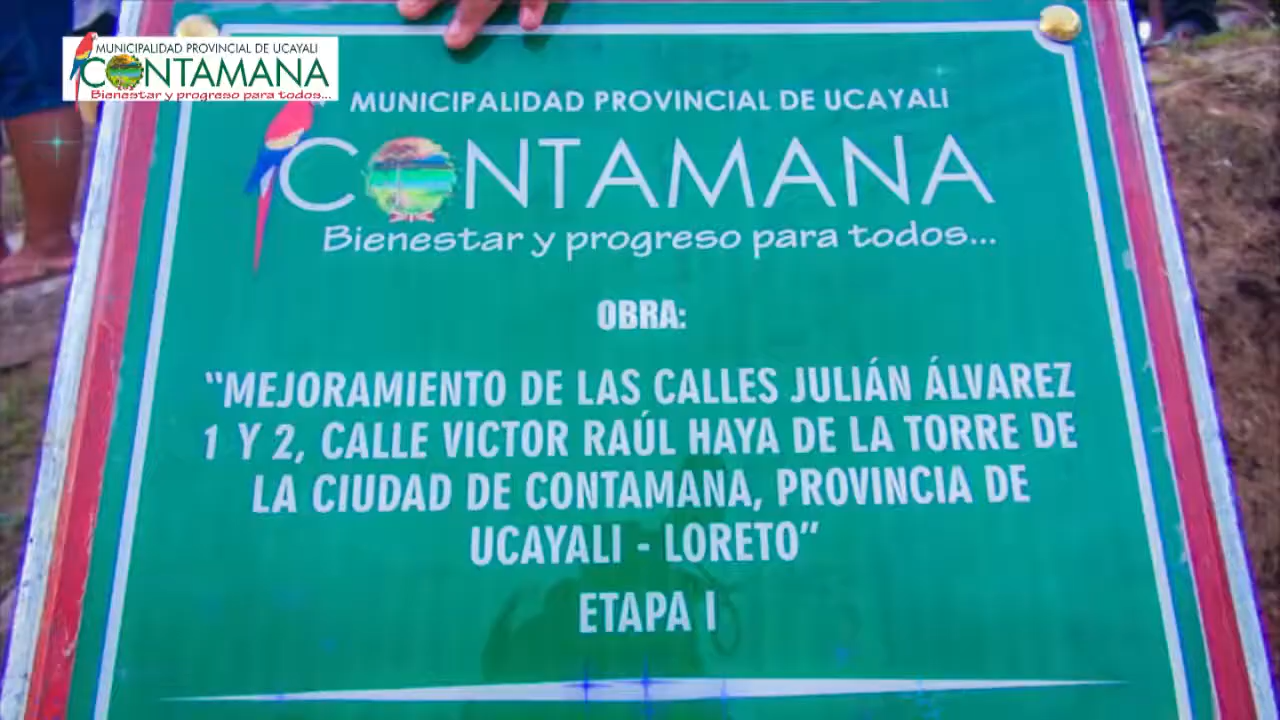 MUNICIPALIDAD PROVINCIAL DE UCAYALI
CONTAMANA
Bienestar y progreso para todos...
MUNICIPALIDAD PROVINCIAL DE UCAYALI
CONTAMANA
Bienestar y progreso para todos...
OBRA:
"MEJORAMIENTO DE LAS CALLES JULIÁN ÁLVAREZ
1 Y 2, CALLE VICTOR RAÚL HAYA DE LA TORRE DE
LA CIUDAD DE CONTAMANA, PROVINCIA DE
UCAYALI - LORETO"
ETAPA I